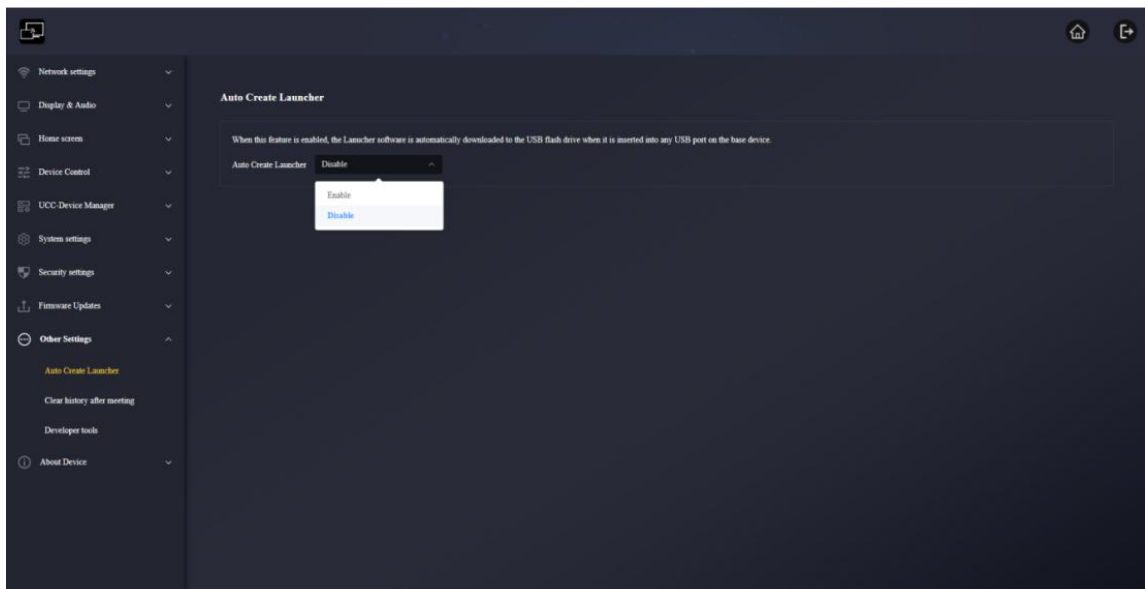 Network settings
Display & Audio
Home screen
Device Control
UCC-Device Manager
System settings
Security settings
Firmware Updates
Other Settings
Auto Create Launcher
Clear history after meeting
Developer tools
About Device
Auto Create Launcher
When this feature is enabled, the Lanucher software is automatically downloaded to the USB flash drive when it is inserted into any USB port on the base device.
Auto Create Launcher Disable
Enable
Disable